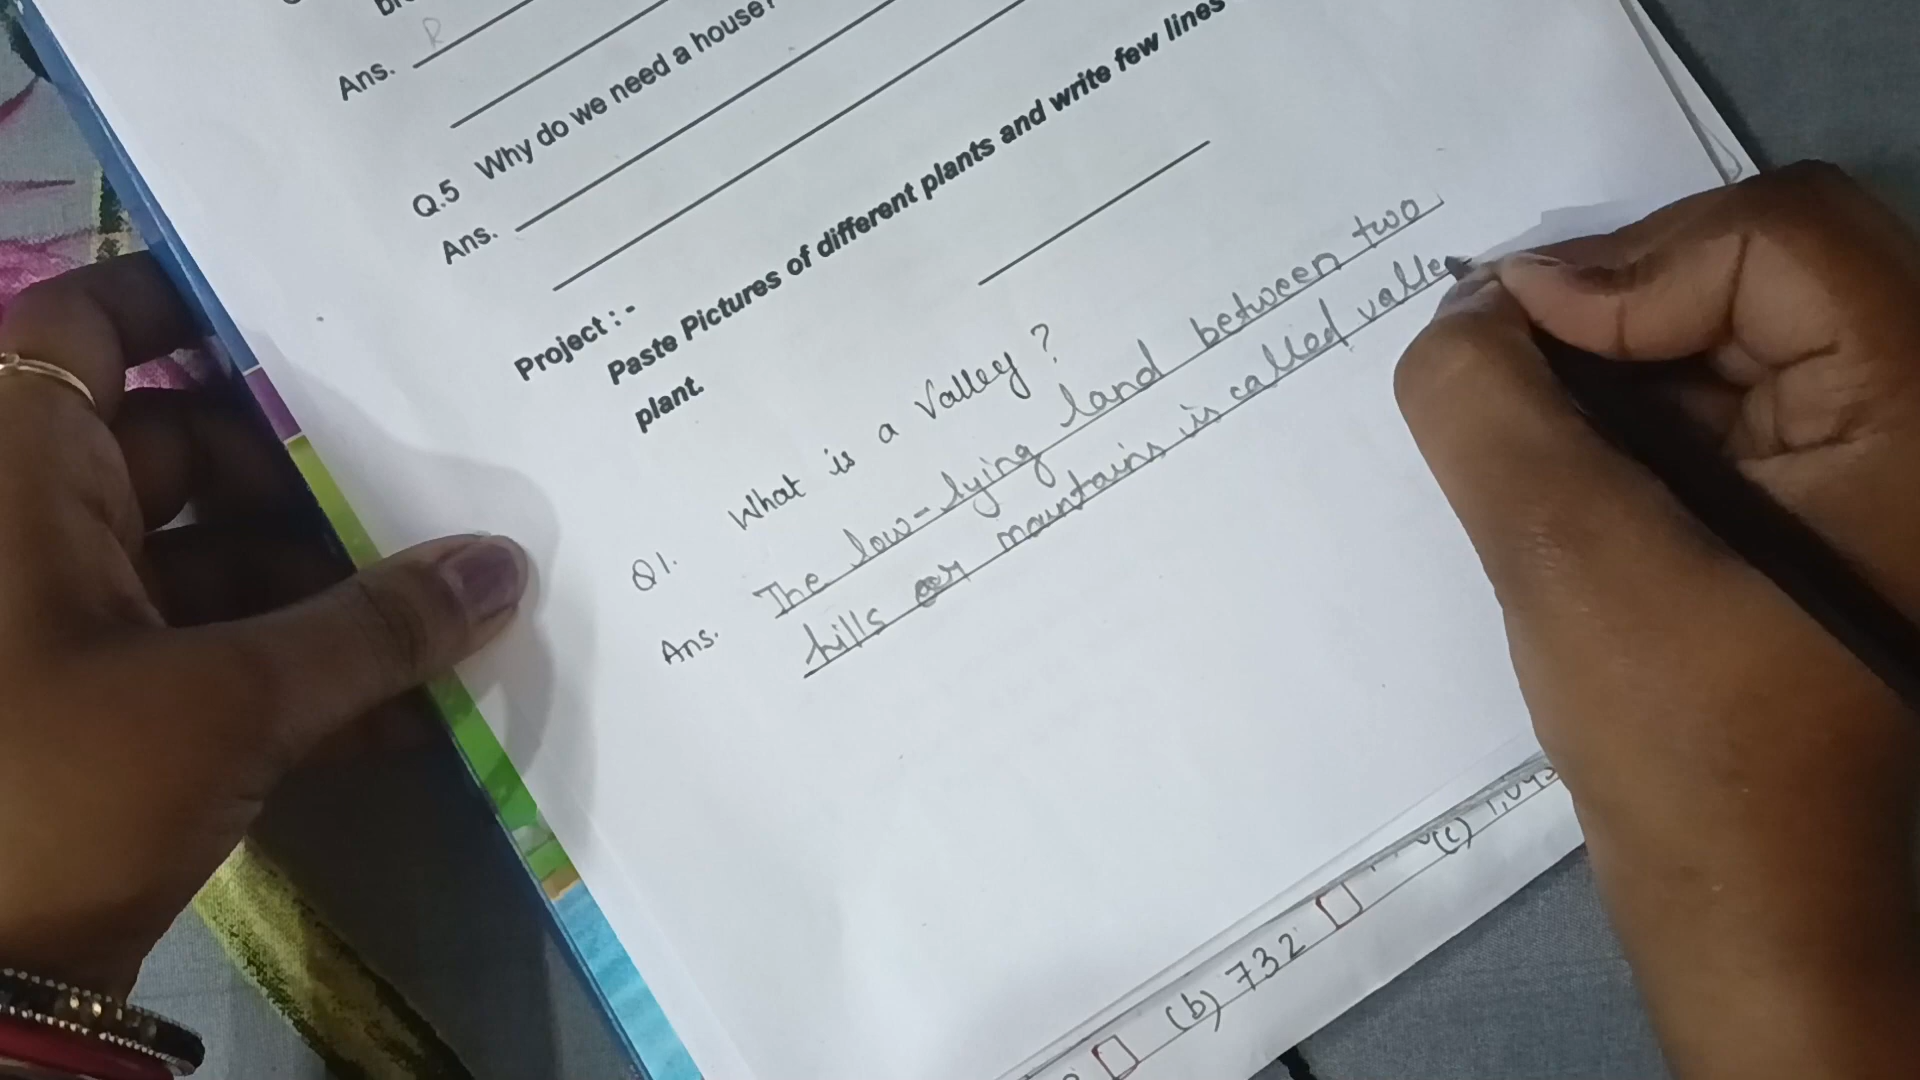 R
Ans.
Q.5 Why do we need a house?
Ans.
Project : -
Paste Pictures of different plants and write few lines
plant.
Q1. What is a Valley ?
Ans. The low-lying land between two
hills or mountains is called valle
(b) 732 (c)